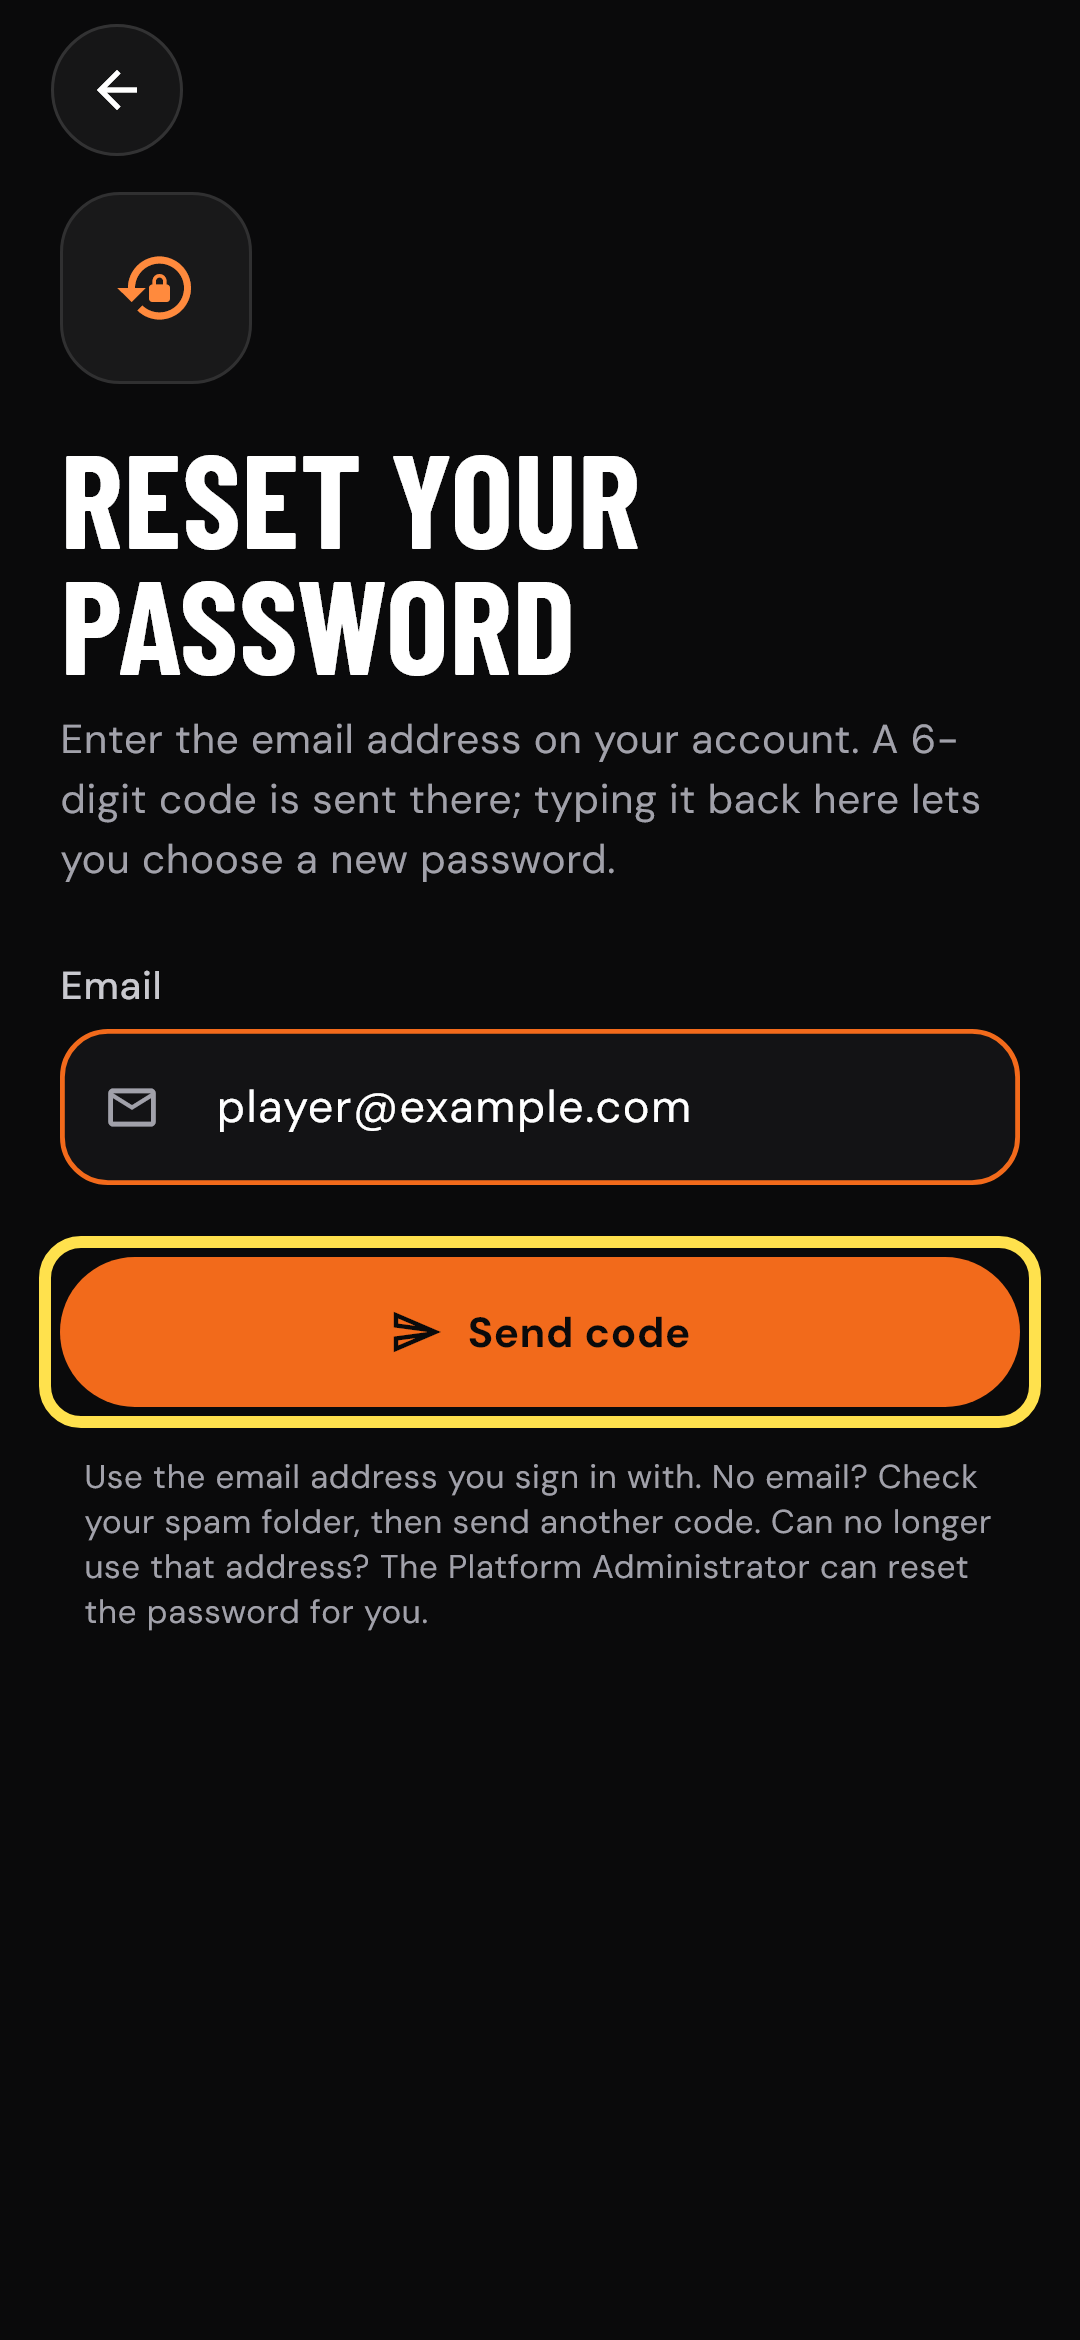 RESET YOUR
PASSWORD
Enter the email address on your account. A 6-
digit code is sent there; typing it back here lets
you choose a new password.
Email
player@example.com
Send code
Use the email address you sign in with. No email? Check
your spam folder, then send another code. Can no longer
use that address? The Platform Administrator can reset
the password for you.